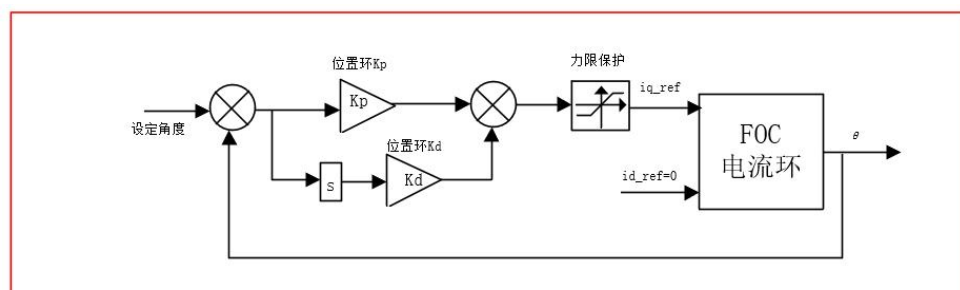 位置环Kp
力限保护
Kp
iq_ref
设定角度
位置环Kd
FOC
电流环
θ
s
Kd
id_ref=0